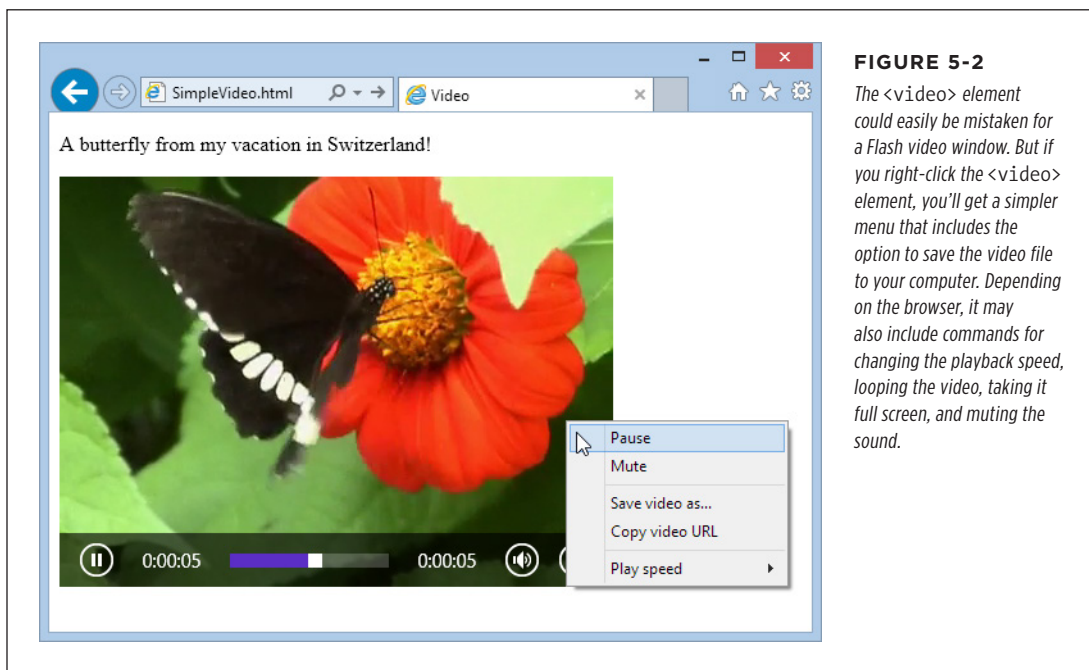 SimpleVideo.html
Video
A butterfly from my vacation in Switzerland!
0:00:05
0:00:05
Pause
Mute
Save video as...
Copy video URL
Play speed
FIGURE 5-2
The <video> element
could easily be mistaken for
a Flash video window. But if
you right-click the <video>
element, you’ll get a simpler
menu that includes the
option to save the video file
to your computer. Depending
on the browser, it may
also include commands for
changing the playback speed,
looping the video, taking it
full screen, and muting the
sound.